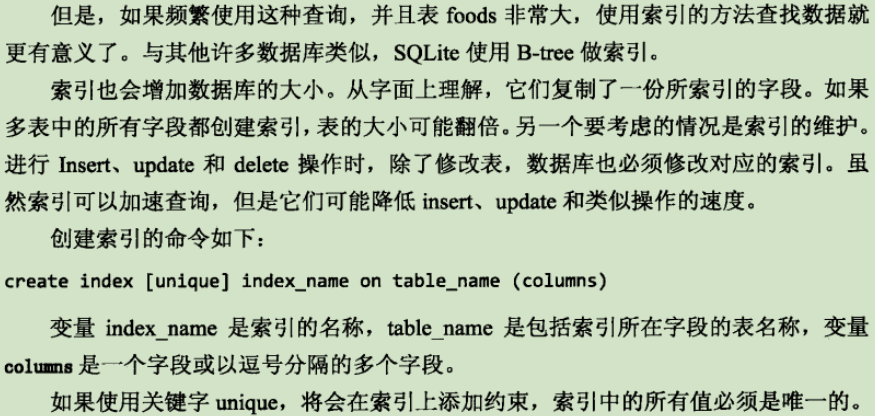 但是，如果频繁使用这种查询，并且表 foods 非常大，使用索引的方法查找数据就
更有意义了。与其他许多数据库类似，SQLite 使用 B-tree 做索引。
索引也会增加数据库的大小。从字面上理解，它们复制了一份所索引的字段。如果
多表中的所有字段都创建索引，表的大小可能翻倍。另一个要考虑的情况是索引的维护。
进行 Insert、update 和 delete 操作时，除了修改表，数据库也必须修改对应的索引。虽
然索引可以加速查询，但是它们可能降低 insert、update 和类似操作的速度。
创建索引的命令如下：
create index [unique] index_name on table_name (columns)
变量 index_name 是索引的名称，table_name 是包括索引所在字段的表名称，变量
columns 是一个字段或以逗号分隔的多个字段。
如果使用关键字 unique，将会在索引上添加约束，索引中的所有值必须是唯一的。